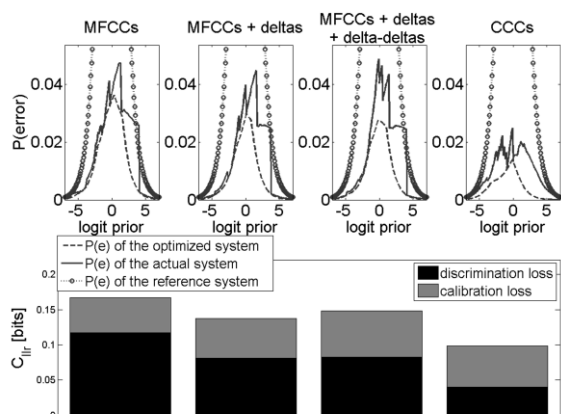 MFCCs
MFCCs + deltas
MFCCs + deltas
+ delta-deltas
CCCs
P(error)
0.04
0.02
0
-5 0 5
logit prior
0.04
0.02
0
-5 0 5
logit prior
0.04
0.02
0
-5 0 5
logit prior
0.04
0.02
0
-5 0 5
logit prior
P(e) of the optimized system
P(e) of the actual system
P(e) of the reference system
discrimination loss
calibration loss
Cllr [bits]
0.2
0.15
0.1
0.05
0